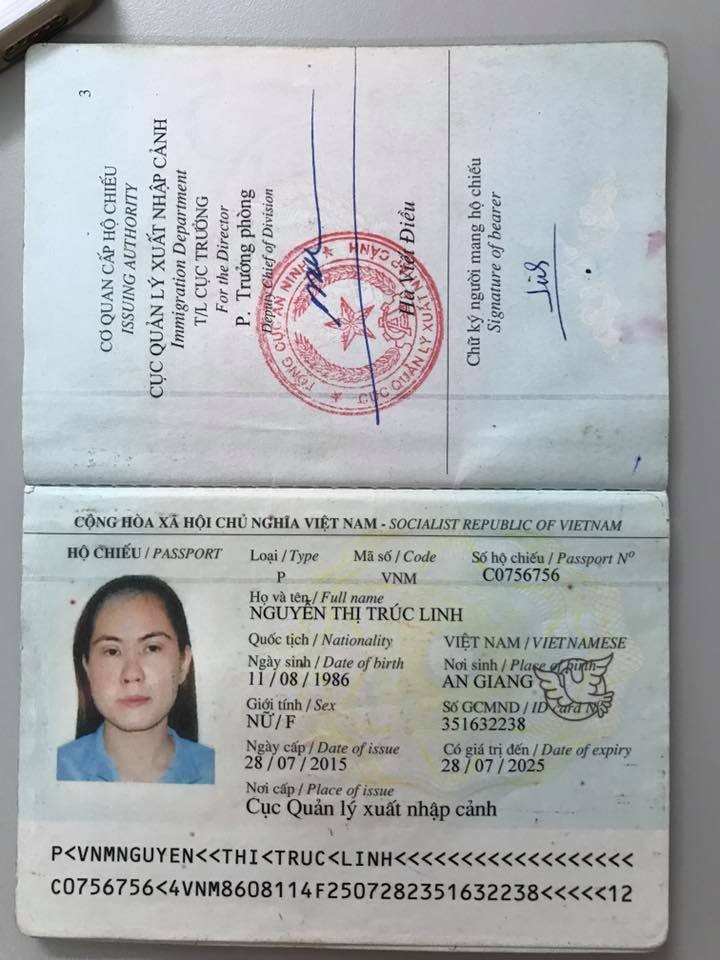 3
CƠ QUAN CẤP HỘ CHIẾU
ISSUING AUTHORITY
CỤC QUẢN LÝ XUẤT NHẬP CẢNH
Immigration Department
T/L CỤC TRƯỞNG
For the Director
P. Trưởng phòng
Deputy Chief of Division
CỤC QUẢN LÝ XUẤT NHẬP CẢNH
Điều
Chữ ký người mang hộ chiếu
Signature of bearer
CỘNG HÒA XÃ HỘI CHỦ NGHĨA VIỆT NAM - SOCIALIST REPUBLIC OF VIETNAM
HỘ CHIẾU / PASSPORT Loại / Type Mã số / Code Số hộ chiếu / Passport Nº
P VNM C0756756
Họ và tên / Full name
NGUYỄN THỊ TRÚC LINH
Quốc tịch / Nationality VIỆT NAM / VIETNAMESE
Ngày sinh / Date of birth Nơi sinh / Place of birth
11 / 08 / 1986 AN GIANG
Giới tính / Sex Số GCMND / ID Card Nº
NỮ / F 351632238
Ngày cấp / Date of issue Có giá trị đến / Date of expiry
28 / 07 / 2015 28 / 07 / 2025
Nơi cấp / Place of issue
Cục Quản lý xuất nhập cảnh
P<VNMNGUYEN<<THI<TRUC<LINH<<<<<<<<<<<<<<<<<<
C0756756<4VNM8608114F2507282351632238<<<<<12